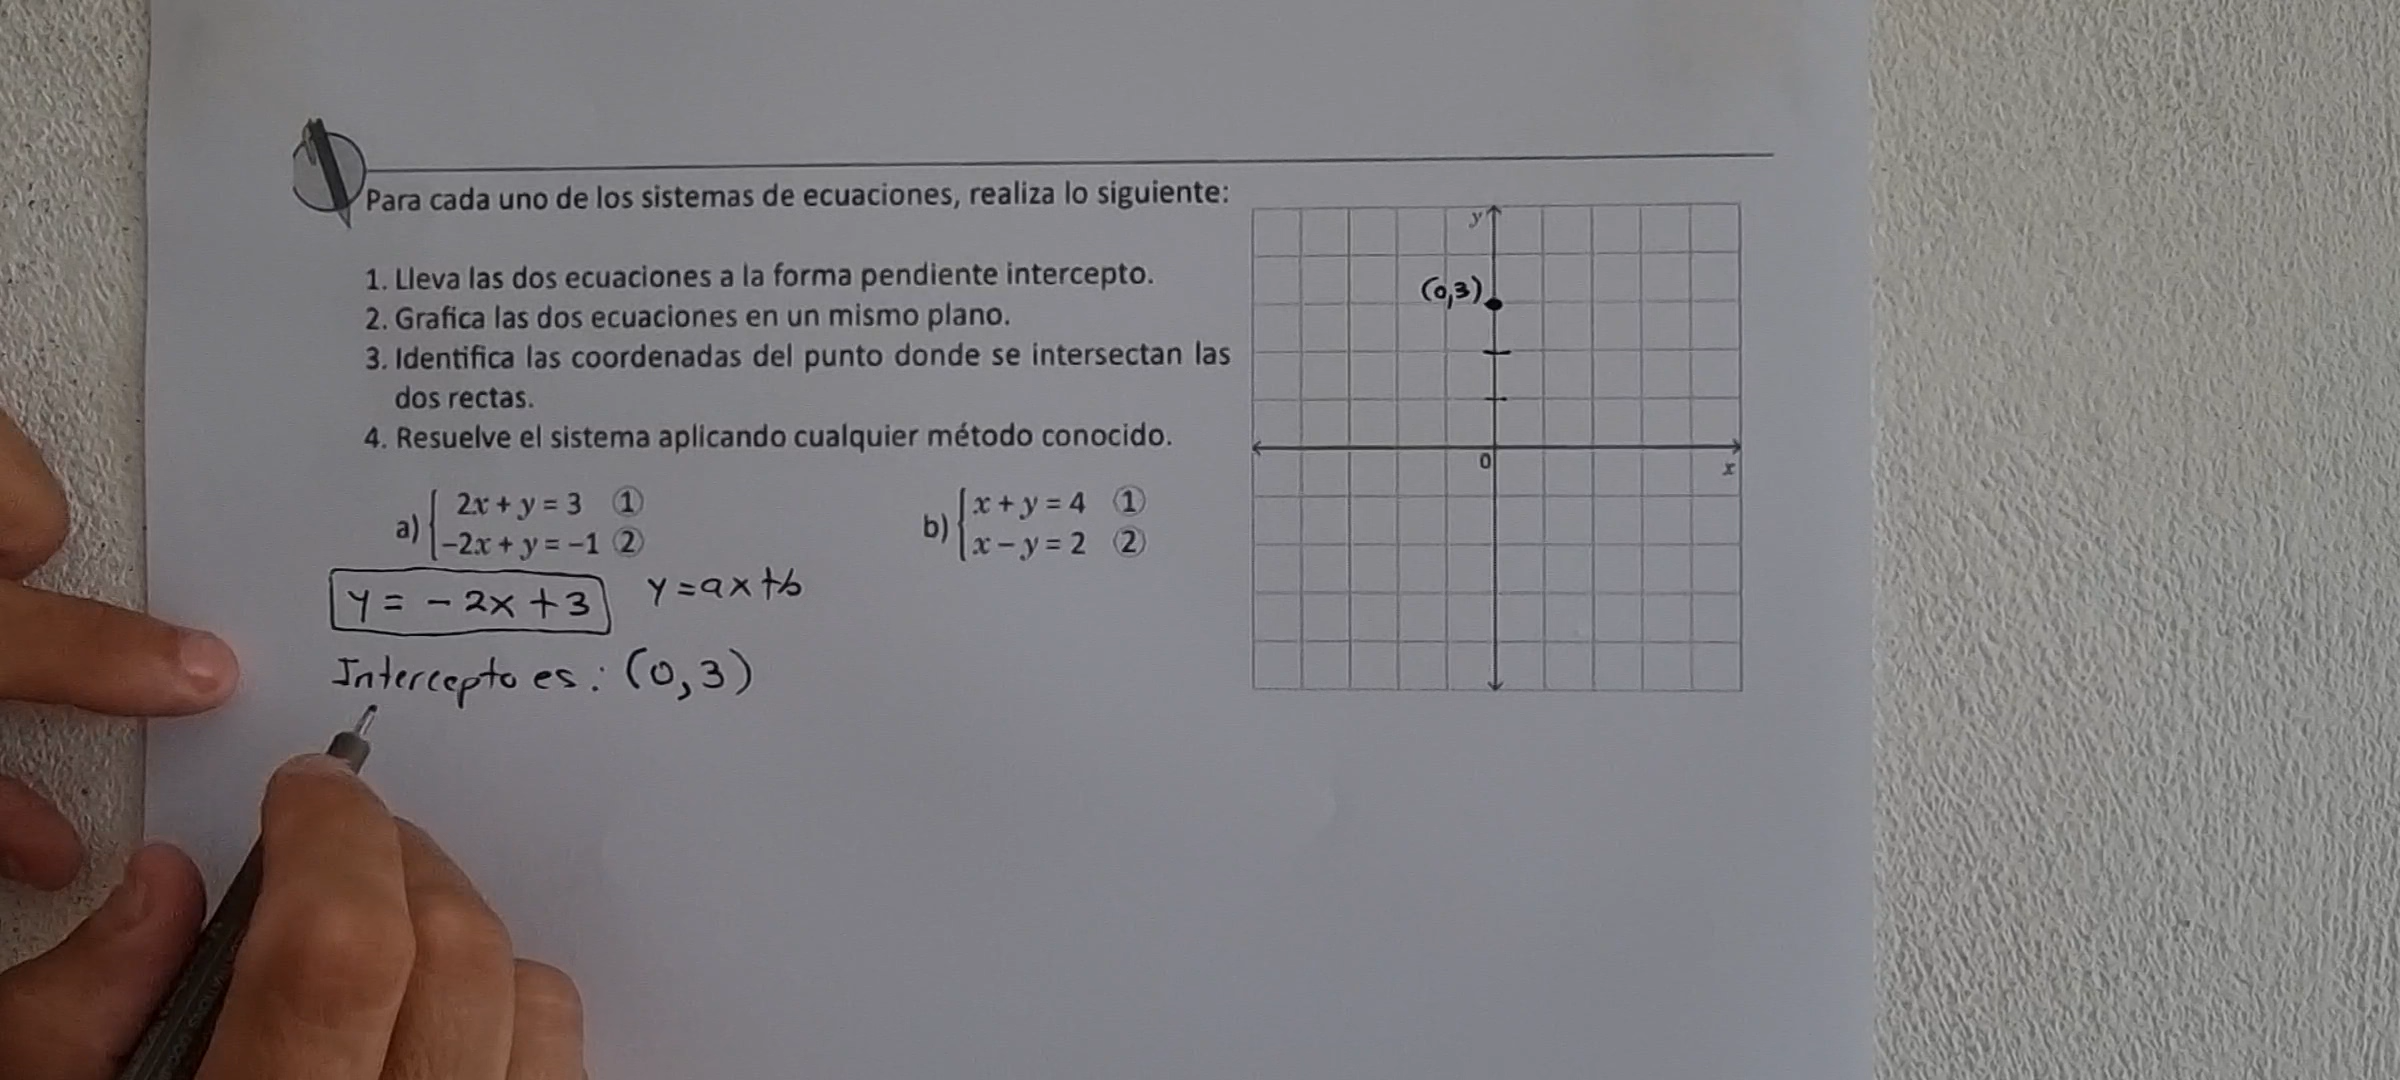 Para cada uno de los sistemas de ecuaciones, realiza lo siguiente:
1. Lleva las dos ecuaciones a la forma pendiente intercepto.
2. Grafica las dos ecuaciones en un mismo plano.
3. Identifica las coordenadas del punto donde se intersectan las
dos rectas.
4. Resuelve el sistema aplicando cualquier método conocido.
a) { 2x + y = 3 ①
-2x + y = -1 ②
b) { x + y = 4 ①
x - y = 2 ②
y = - 2x + 3
y = ax + b
Intercepto es : (0, 3)
y
(0,3)
0
x